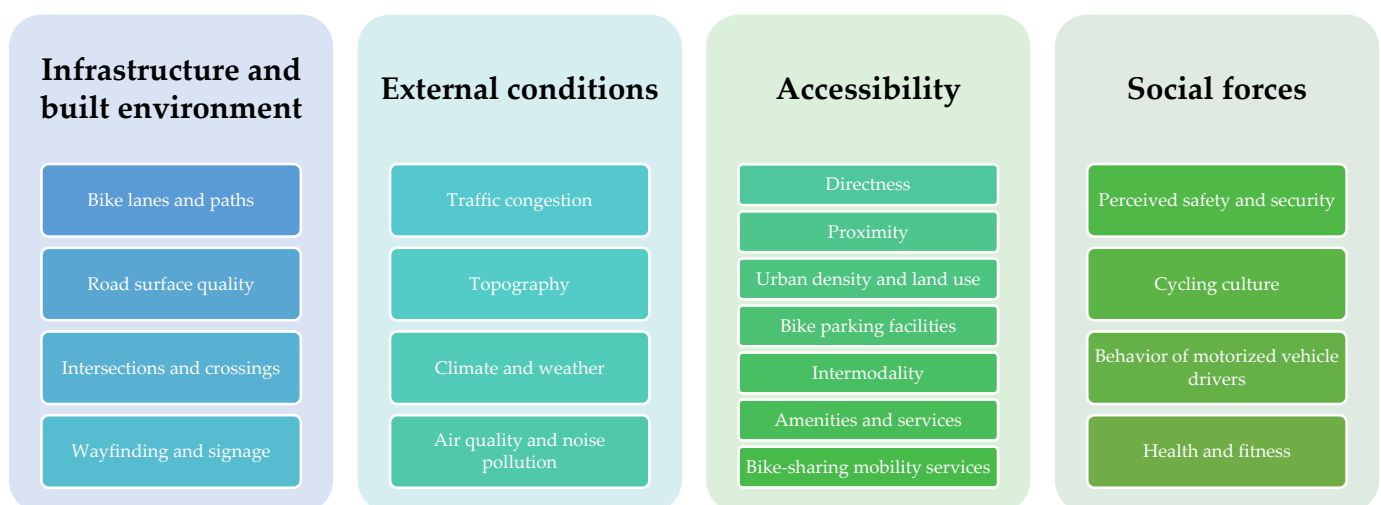 Infrastructure and
built environment
Bike lanes and paths
Road surface quality
Intersections and crossings
Wayfinding and signage
External conditions
Traffic congestion
Topography
Climate and weather
Air quality and noise
pollution
Accessibility
Directness
Proximity
Urban density and land use
Bike parking facilities
Intermodality
Amenities and services
Bike-sharing mobility services
Social forces
Perceived safety and security
Cycling culture
Behavior of motorized vehicle
drivers
Health and fitness